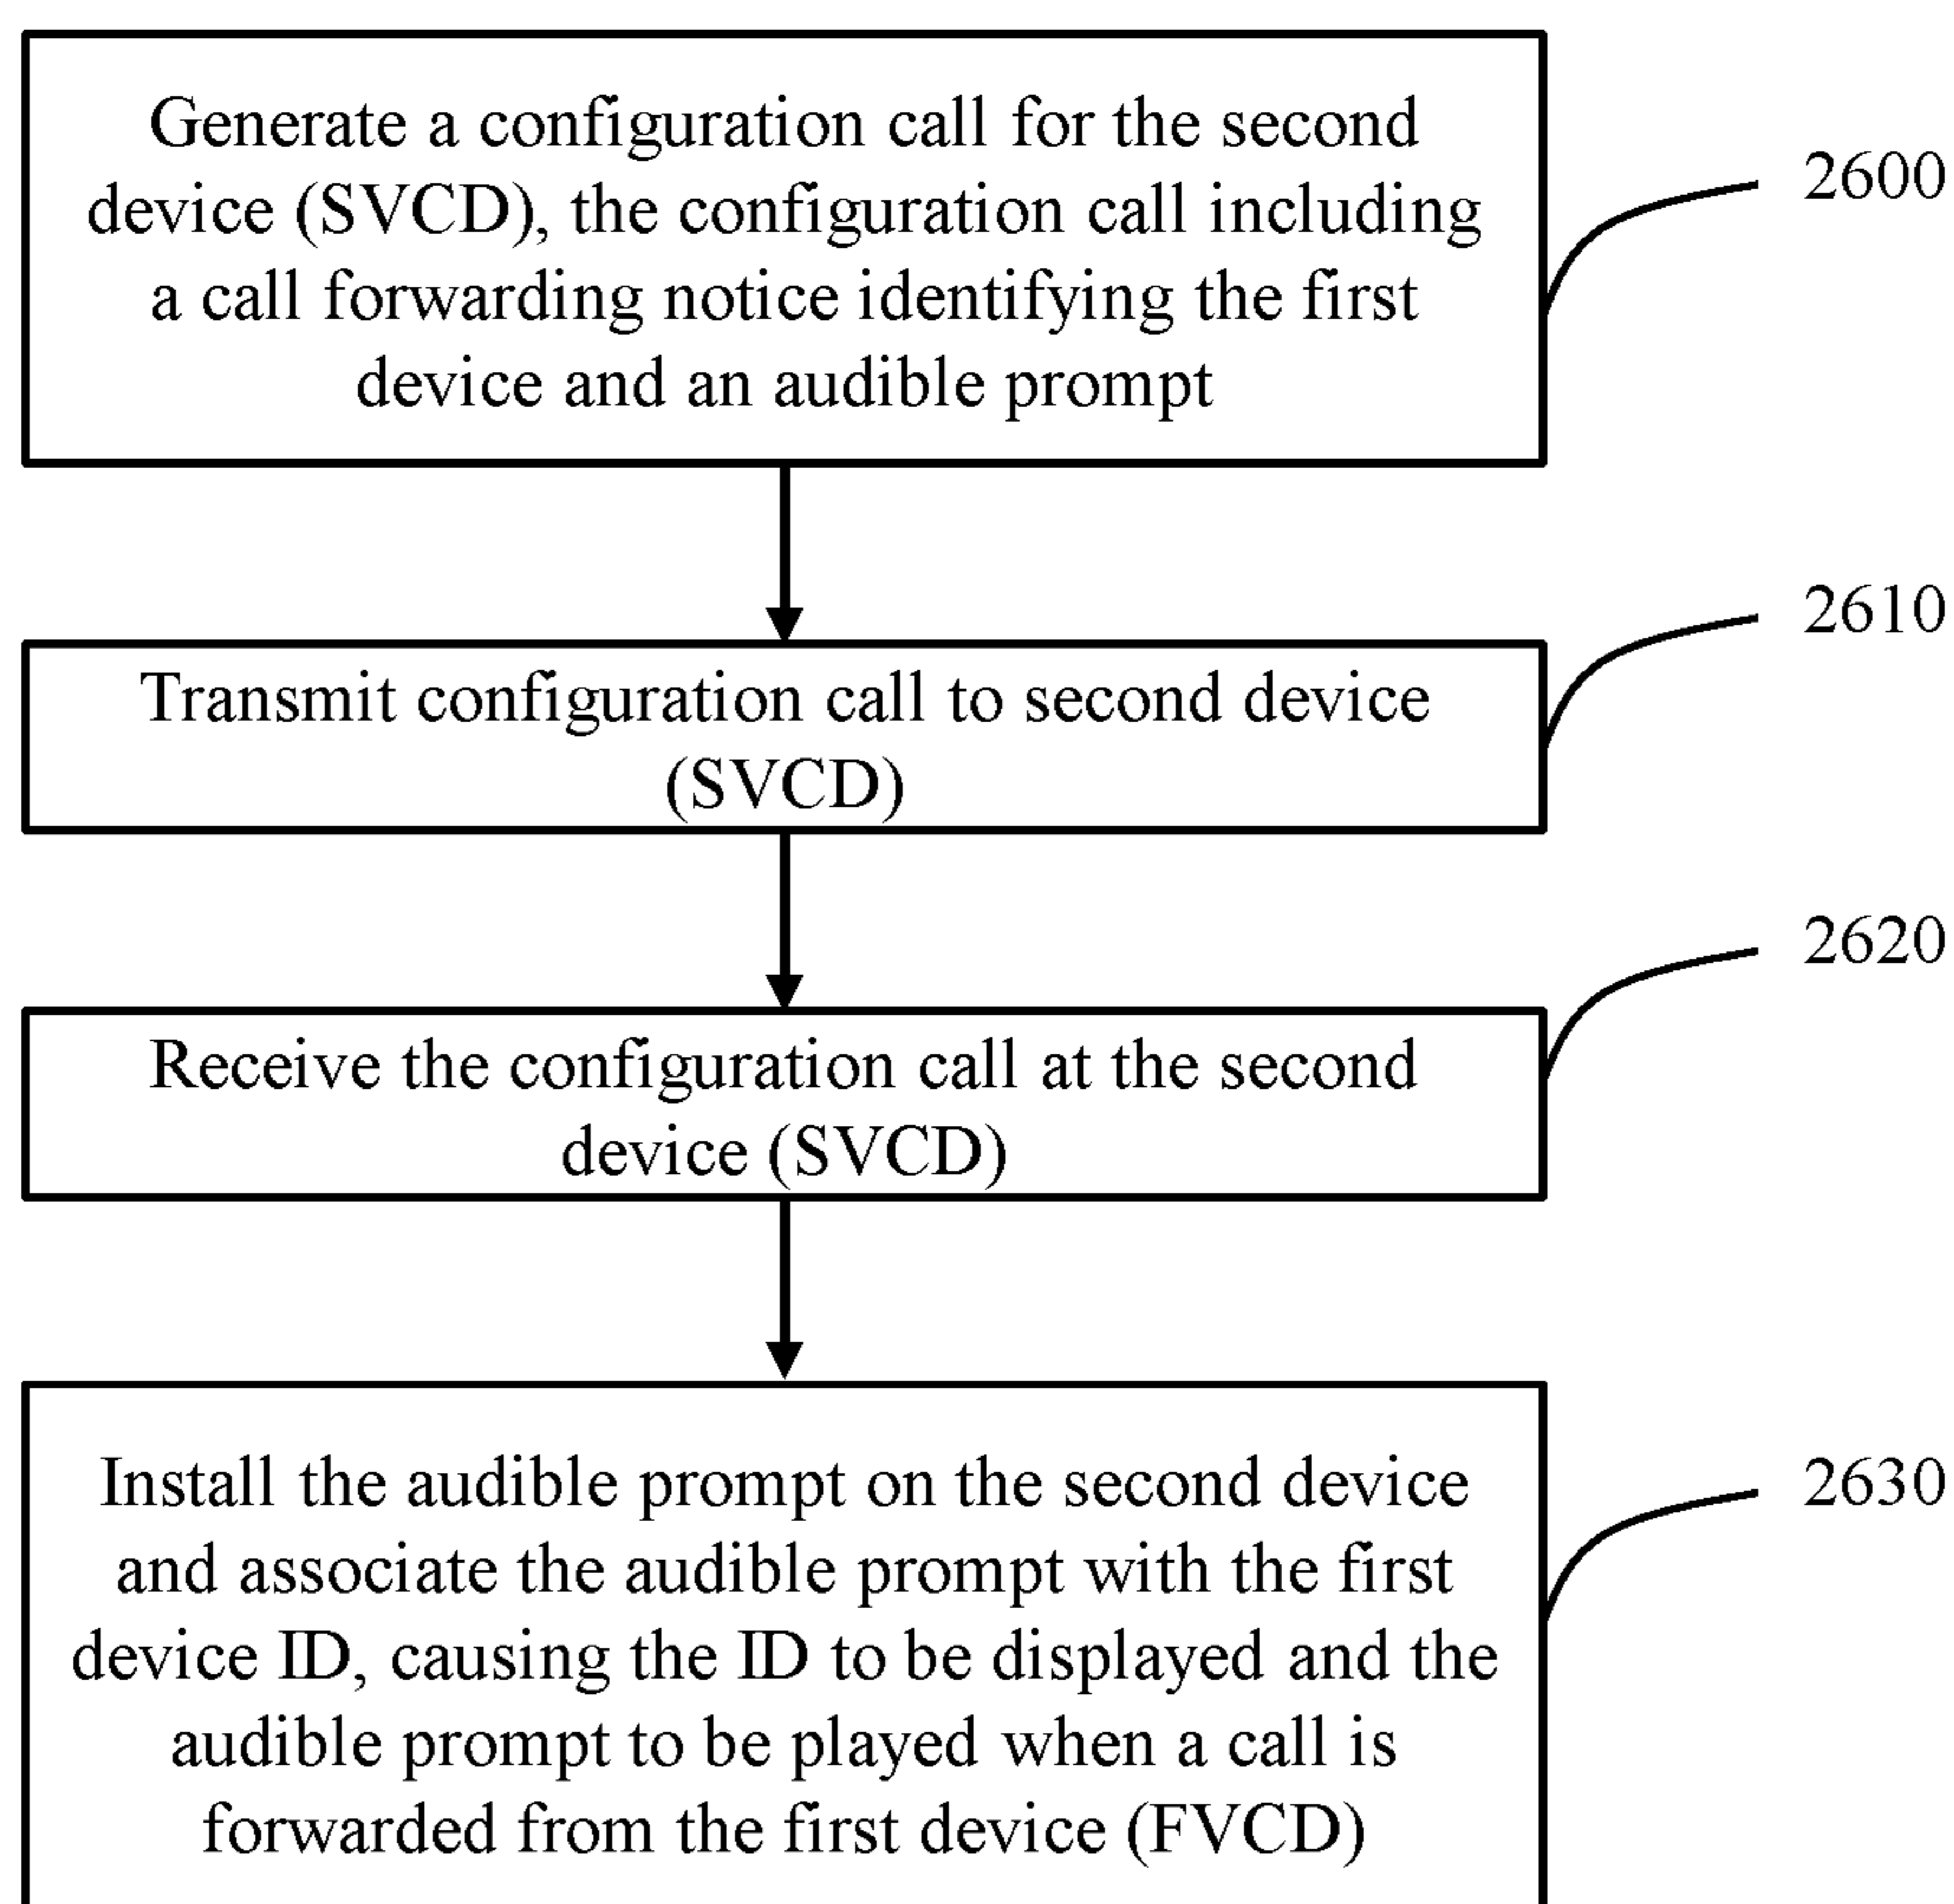 Generate a configuration call for the second
device (SVCD), the configuration call including
a call forwarding notice identifying the first
device and an audible prompt
2600
Transmit configuration call to second device
(SVCD)
2610
Receive the configuration call at the second
device (SVCD)
2620
Install the audible prompt on the second device
and associate the audible prompt with the first
device ID, causing the ID to be displayed and the
audible prompt to be played when a call is
forwarded from the first device (FVCD)
2630